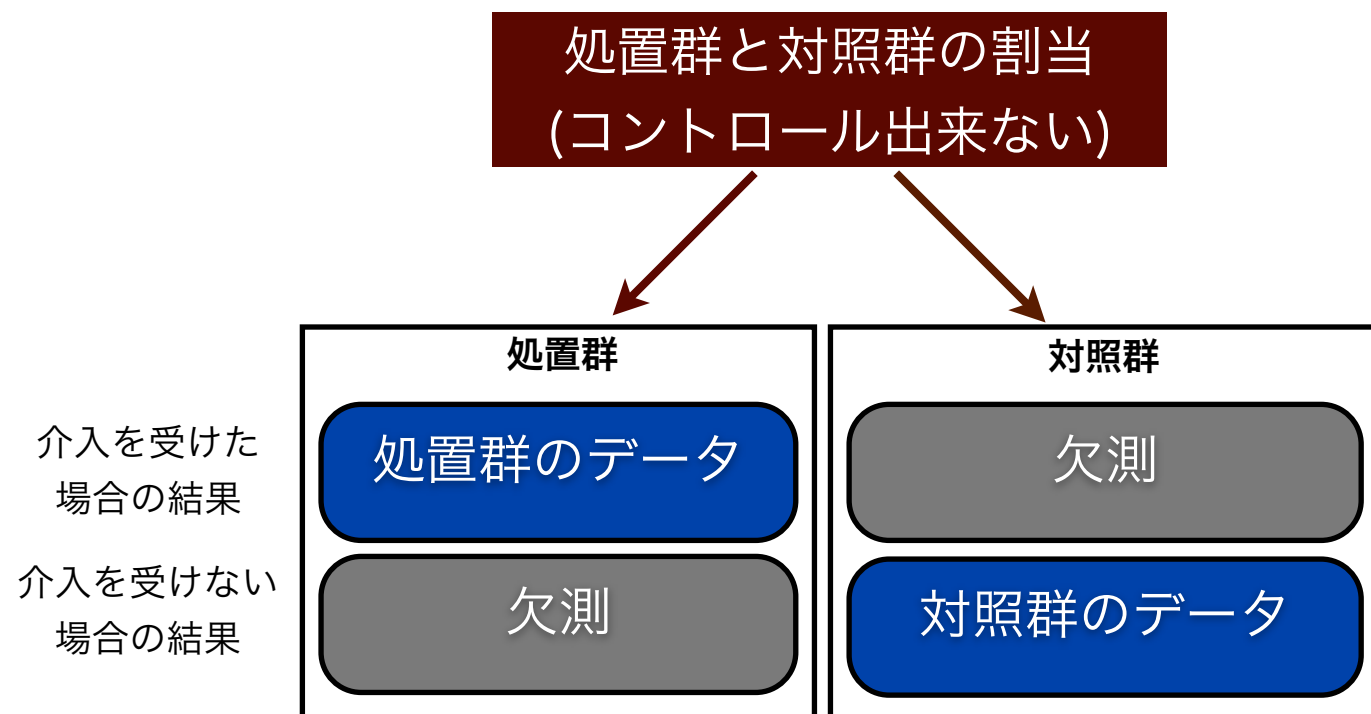 処置群と対照群の割当
(コントロール出来ない)
処置群
対照群
介入を受けた
場合の結果
処置群のデータ
欠測
介入を受けない
場合の結果
欠測
対照群のデータ